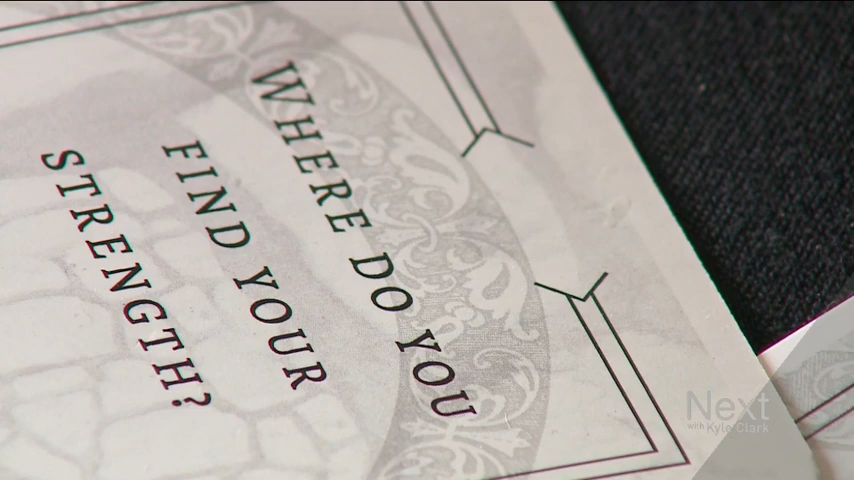 WHERE DO YOU
FIND YOUR
STRENGTH?
Next
with Kyle Clark